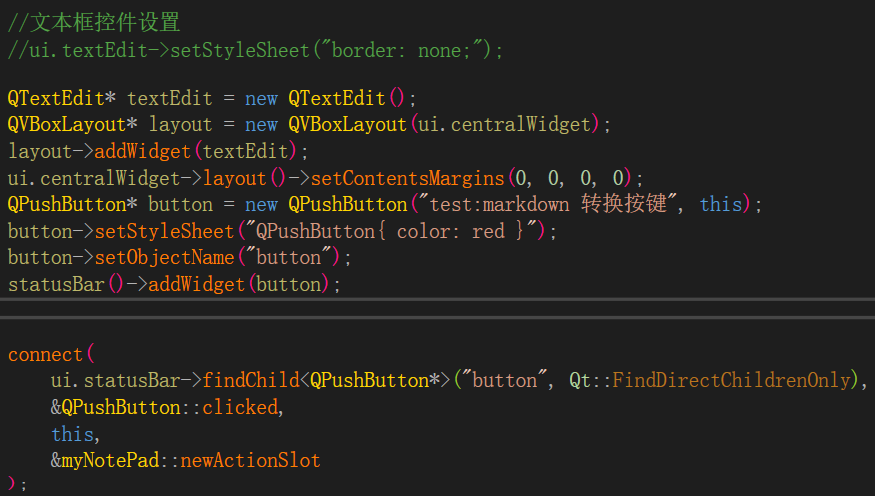 //文本框控件设置
//ui.textEdit->setStyleSheet("border: none;");
QTextEdit* textEdit = new QTextEdit();
QVBoxLayout* layout = new QVBoxLayout(ui.centralWidget);
layout->addWidget(textEdit);
ui.centralWidget->layout()->setContentsMargins(0, 0, 0, 0);
QPushButton* button = new QPushButton("test:markdown 转换按键", this);
button->setStyleSheet("QPushButton{ color: red }");
button->setObjectName("button");
statusBar()->addWidget(button);
connect(
    ui.statusBar->findChild<QPushButton*>("button", Qt::FindDirectChildrenOnly),
    &QPushButton::clicked,
    this,
    &myNotePad::newActionSlot
);